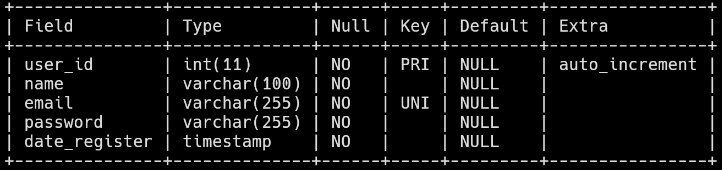 +---------------+--------------+------+-----+---------+----------------+
| Field         | Type         | Null | Key | Default | Extra          |
+---------------+--------------+------+-----+---------+----------------+
| user_id       | int(11)      | NO   | PRI | NULL    | auto_increment |
| name          | varchar(100) | NO   |     | NULL    |                |
| email         | varchar(255) | NO   | UNI | NULL    |                |
| password      | varchar(255) | NO   |     | NULL    |                |
| date_register | timestamp    | NO   |     | NULL    |                |
+---------------+--------------+------+-----+---------+----------------+